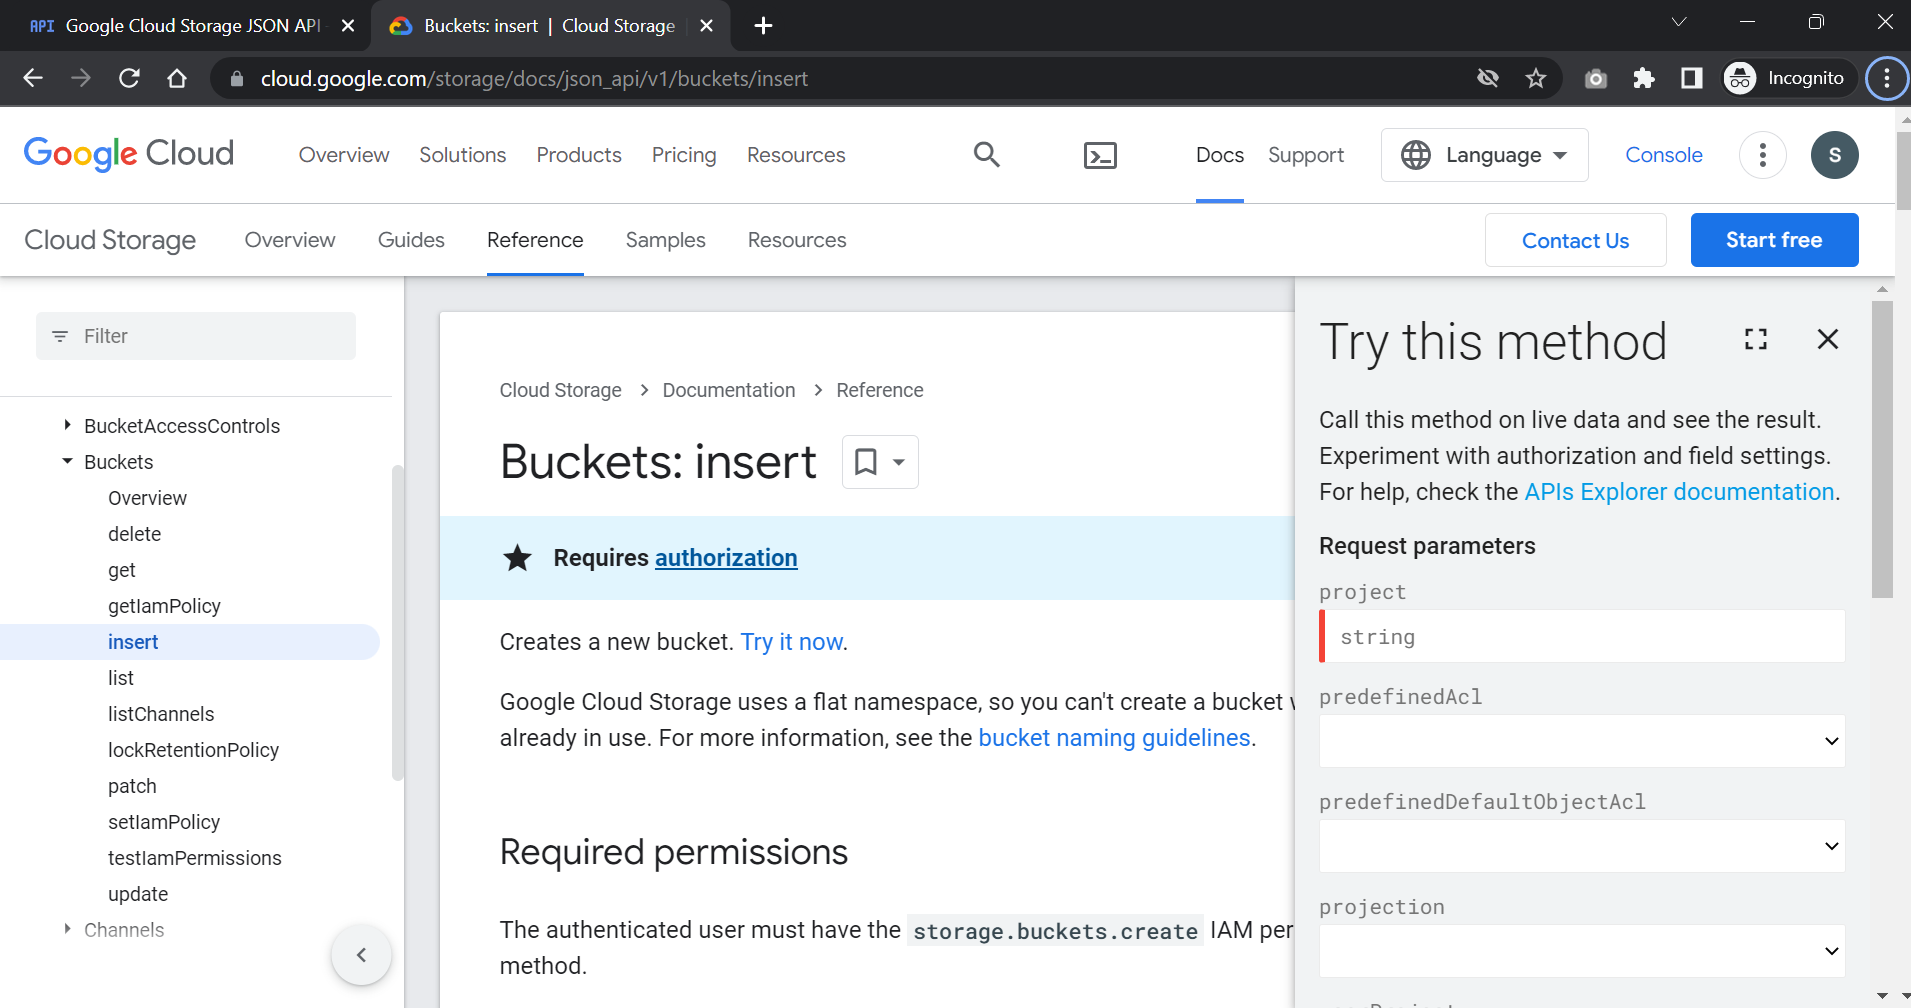 API Google Cloud Storage JSON API
Buckets: insert | Cloud Storage
cloud.google.com/storage/docs/json_api/v1/buckets/insert
Incognito
Google Cloud
Overview Solutions Products Pricing Resources
Docs Support
Language
Console
S
Cloud Storage
Overview Guides Reference Samples Resources
Contact Us
Start free
Filter
BucketAccessControls
Buckets
Overview
delete
get
getIamPolicy
insert
list
listChannels
lockRetentionPolicy
patch
setIamPolicy
testIamPermissions
update
Channels
Cloud Storage > Documentation > Reference
Buckets: insert
Requires authorization
Creates a new bucket. Try it now.
Google Cloud Storage uses a flat namespace, so you can't create a bucket
already in use. For more information, see the bucket naming guidelines.
Required permissions
The authenticated user must have the storage.buckets.create IAM per
method.
Try this method
Call this method on live data and see the result.
Experiment with authorization and field settings.
For help, check the APIs Explorer documentation.
Request parameters
project
string
predefinedAcl
predefinedDefaultObjectAcl
projection